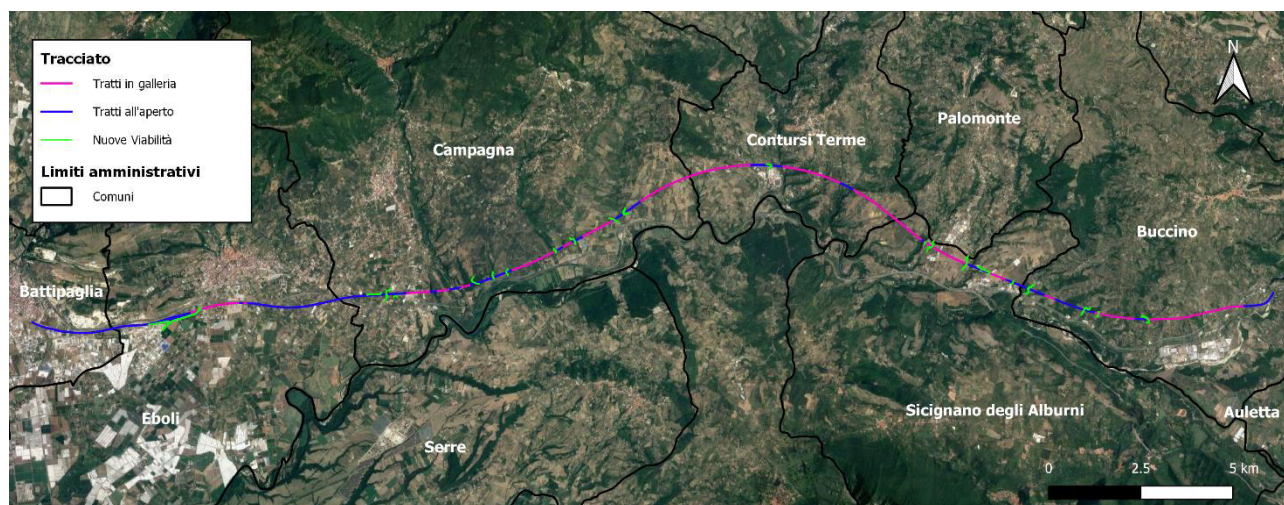 Tracciato
Tratti in galleria
Tratti all'aperto
Nuove Viabilità
Limiti amministrativi
Comuni
N
Palomonte
Contursi Terme
Campagna
Buccino
Battipaglia
Sicignano degli Alburni
Auletta
Eboli
Serre
0 2.5 5 km